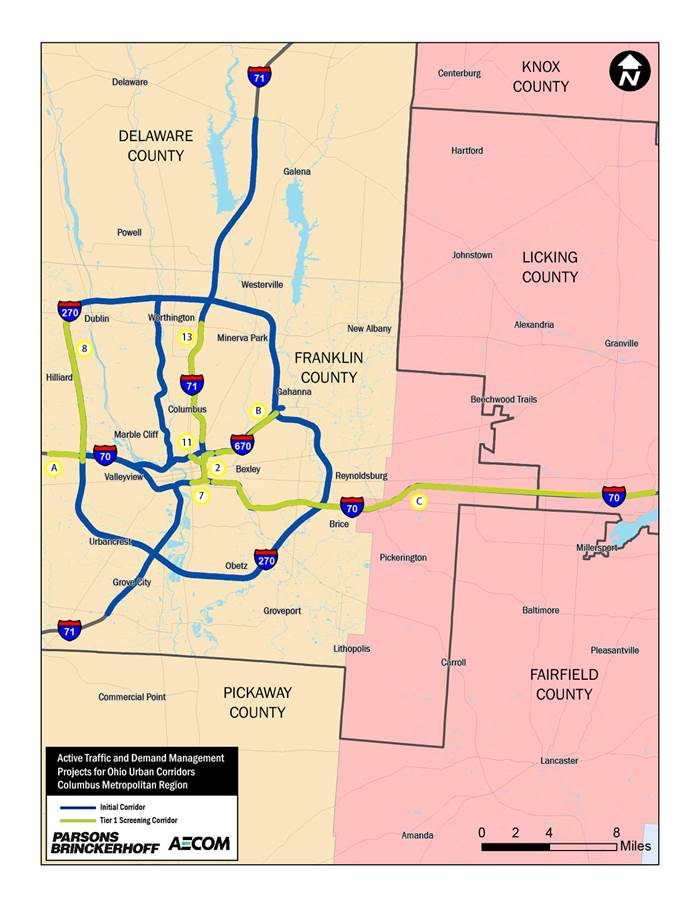 71
Delaware
Centerburg
KNOX
COUNTY
N
DELAWARE
COUNTY
Hartford
Galena
Powell
Johnstown
LICKING
COUNTY
Westerville
270
Dublin
Worthington
13
Minerva Park
New Albany
Alexandria
Granville
8
FRANKLIN
COUNTY
Hilliard
71
Gahanna
Columbus
B
Beechwood Trails
Marble Cliff
11
670
A
70
Valleyview
2
Bexley
Reynoldsburg
7
70
C
70
Brice
Urbancrest
Obetz
270
Pickerington
Millersport
Grove City
Groveport
Baltimore
71
Lithopolis
Carroll
Pleasantville
FAIRFIELD
COUNTY
Commercial Point
PICKAWAY
COUNTY
Lancaster
Active Traffic and Demand Management
Projects for Ohio Urban Corridors
Columbus Metropolitan Region
Initial Corridor
Tier 1 Screening Corridor
PARSONS
BRINCKERHOFF
AECOM
Amanda
0 2 4 8
Miles